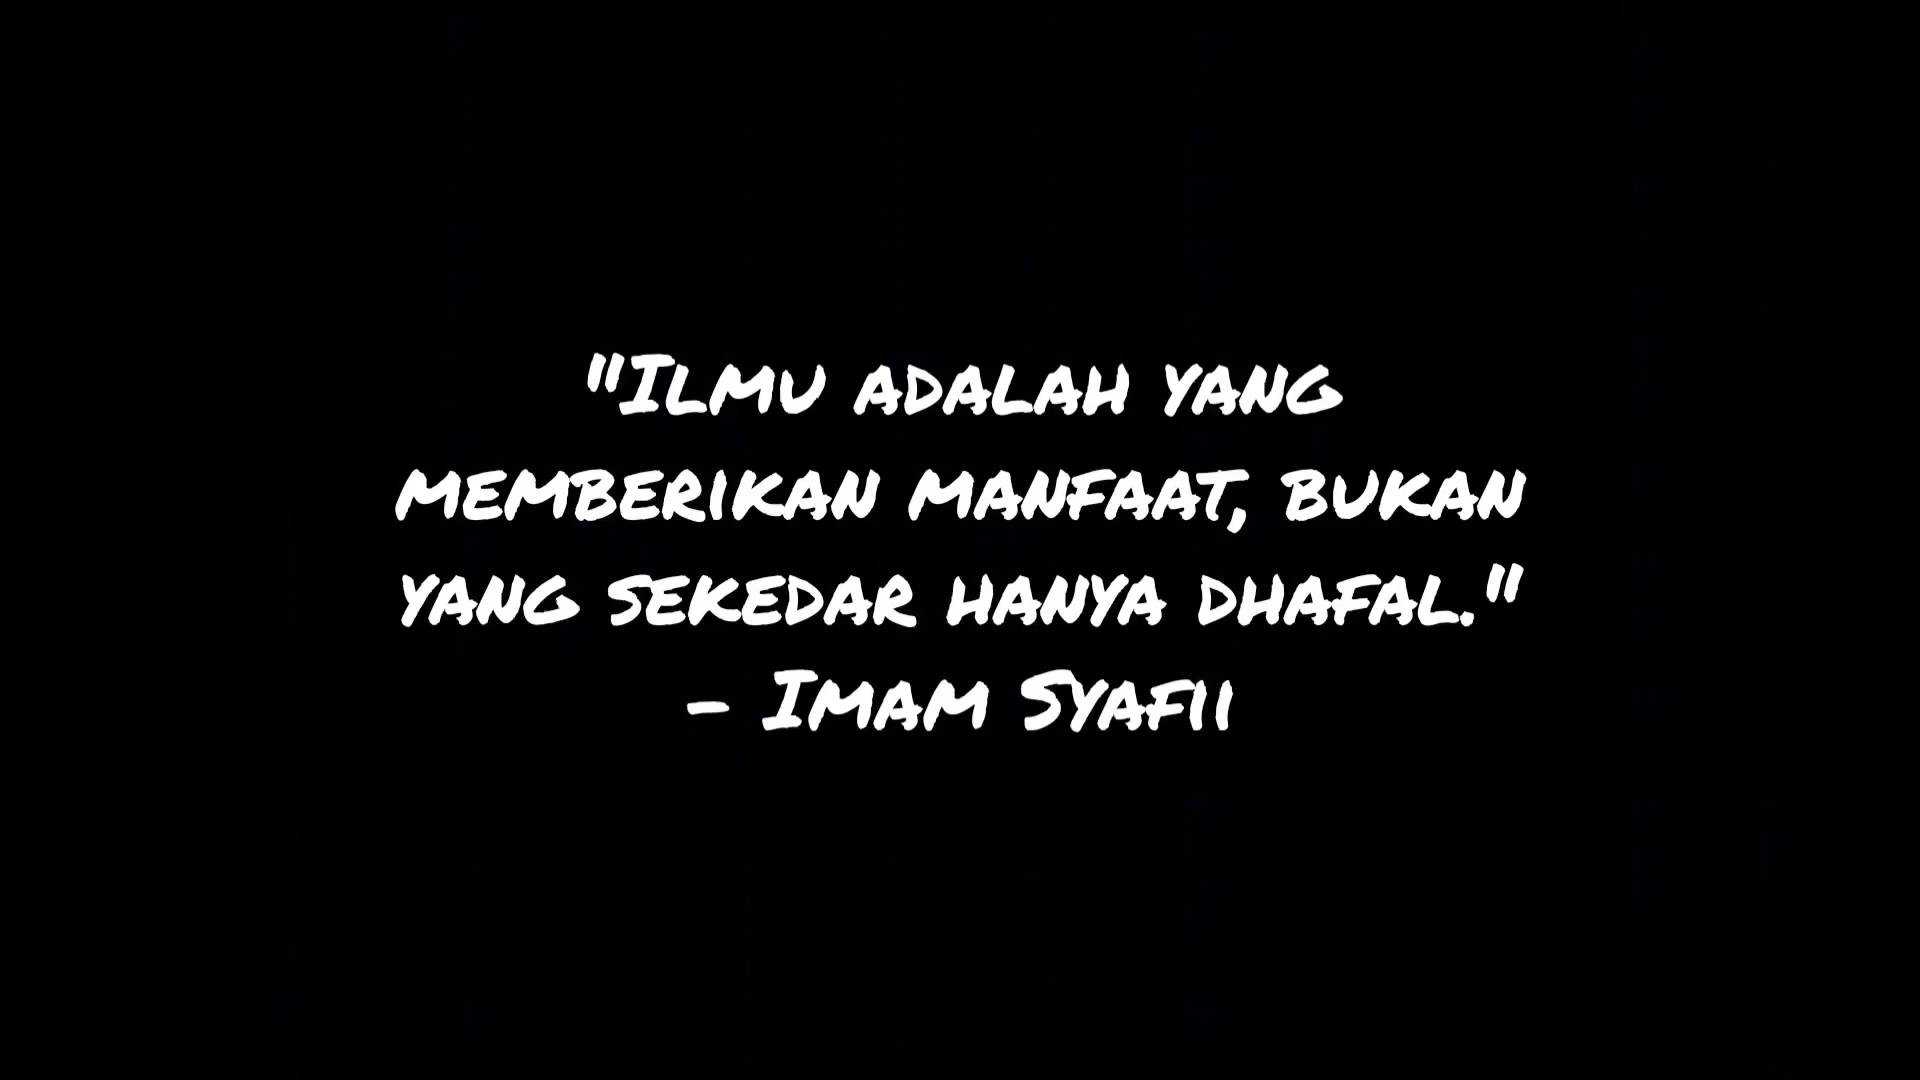 "Ilmu adalah yang
memberikan manfaat, bukan
yang sekedar hanya dhafal."
- Imam Syafii